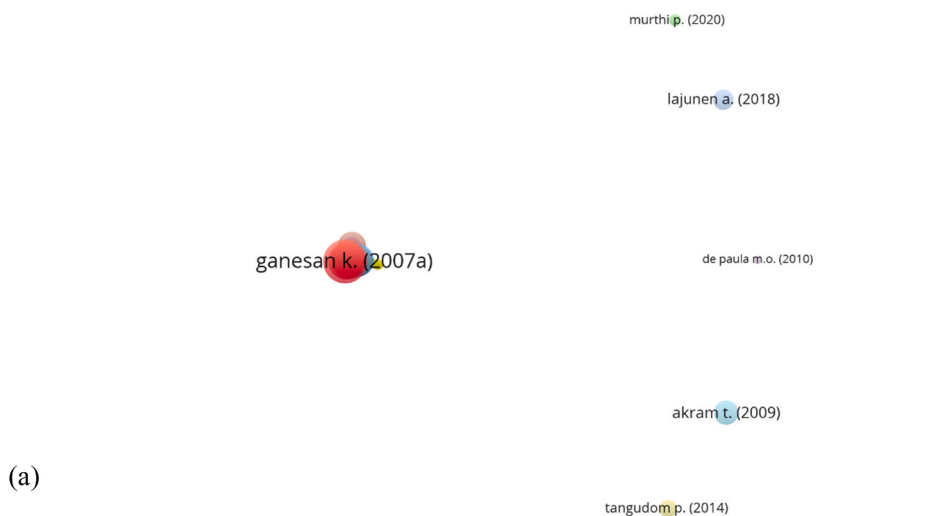 murthi p. (2020)
lajunen a. (2018)
ganesan k. (2007a)
de paula m.o. (2010)
akram t. (2009)
(a)
tangudom p. (2014)